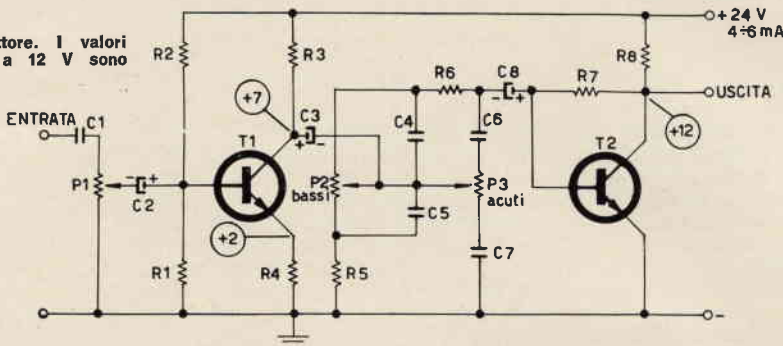 ttore. I valori
a 12 V sono
+24 V
4÷6 mA
R2
R3
R8
R6
C8
R7
USCITA
+7
C3
ENTRATA
C1
T1
C4
C6
T2
+12
- +
+ -
- +
P1
C2
P2
bassi
P3
acuti
C5
+2
C7
R1
R4
R5
-